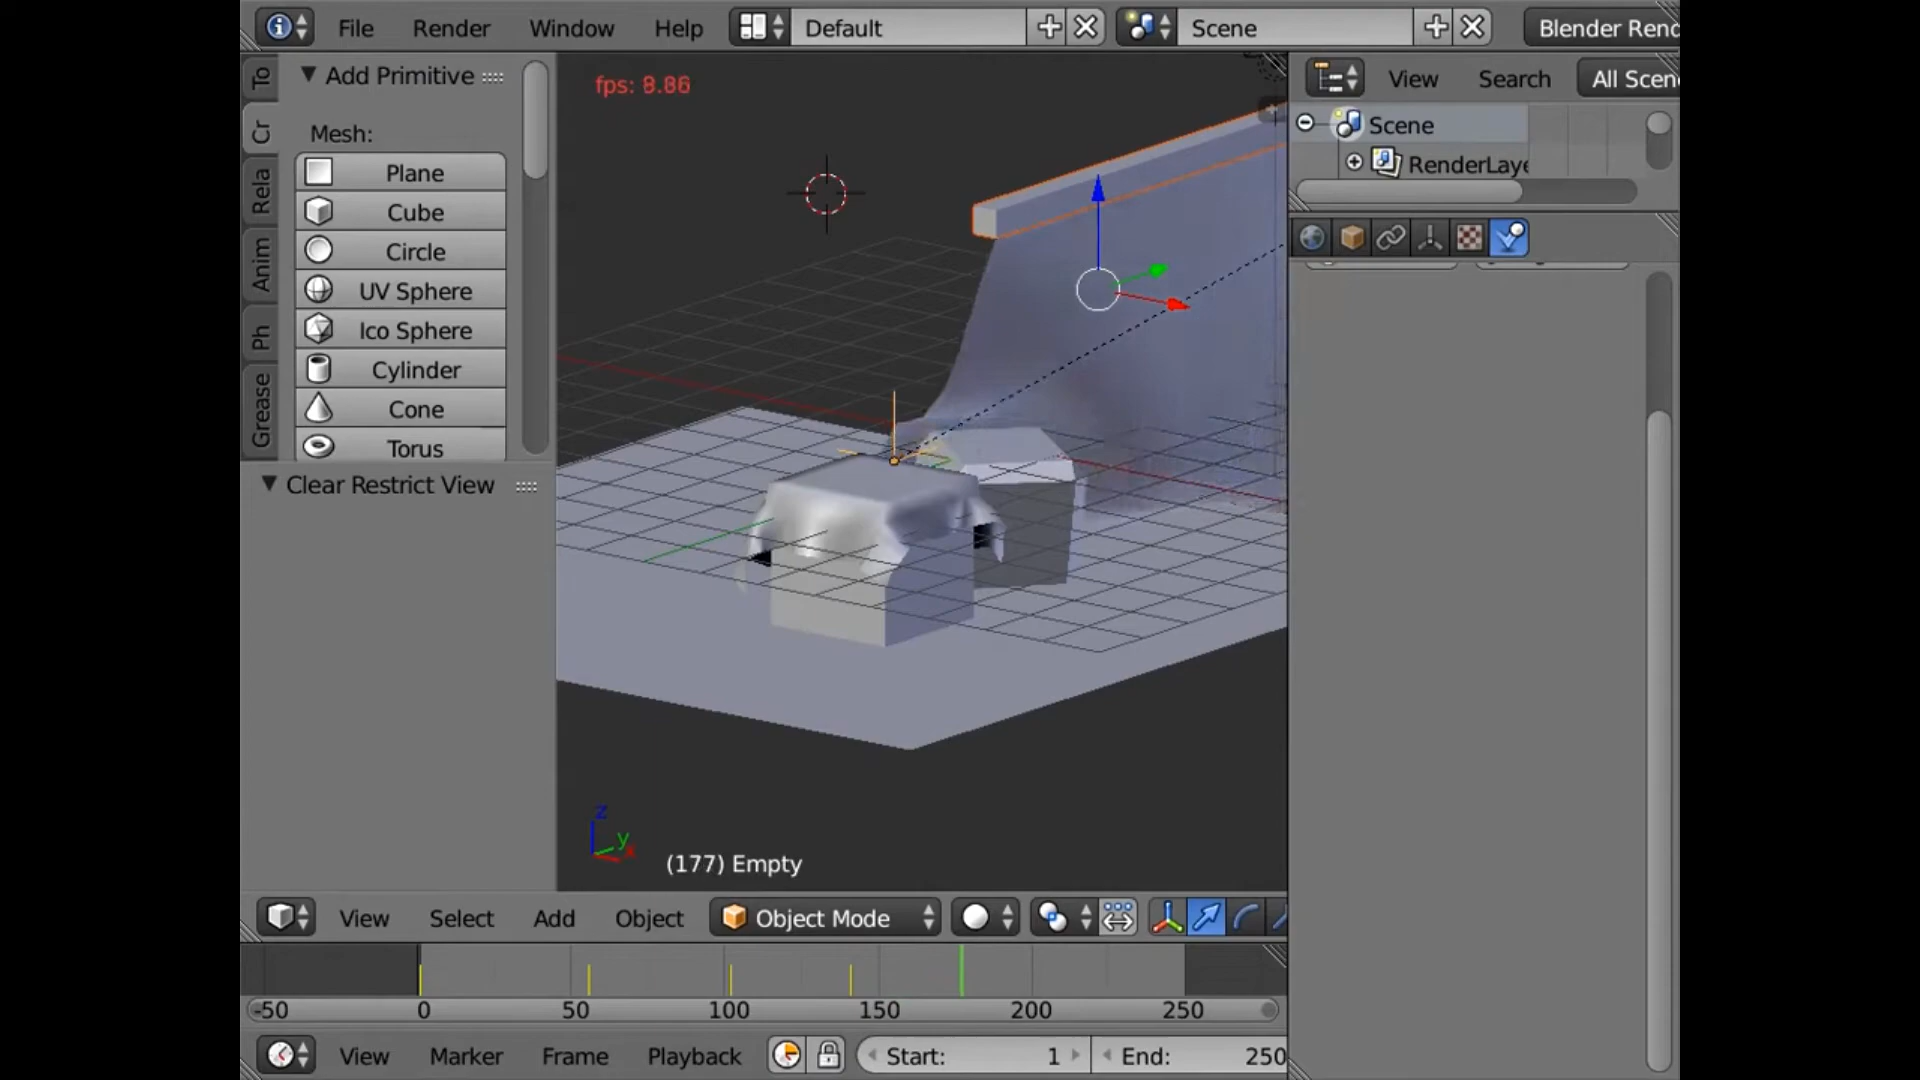 File Render Window Help Default Scene Blender Rend
To
Cr
Rela
Anim
Ph
Grease
Add Primitive
Mesh:
Plane
Cube
Circle
UV Sphere
Ico Sphere
Cylinder
Cone
Torus
Clear Restrict View
fps: 8.86
z
y
x
(177) Empty
View Search All Scen
Scene
RenderLaye
View Select Add Object Object Mode
-50 0 50 100 150 200 250
View Marker Frame Playback Start: 1 End: 250